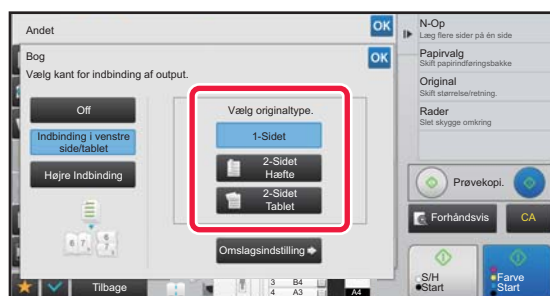 Andet
OK
Bog
OK
Vælg kant for indbinding af output.
Off
Indbinding i venstre
side/tablet
Højre Indbinding
Vælg originaltype.
1-Sidet
2-Sidet
Hæfte
2-Sidet
Tablet
Omslagsindstilling
Tilbage
3 B4
4 A3
A4
N-Op
Læg flere sider på én side
Papirvalg
Skift papirindføringsbakke
Original
Skift størrelse/retning.
Rader
Slet skygge omkring
Prøvekopi.
Forhåndsvis
CA
S/H
Start
Farve
Start